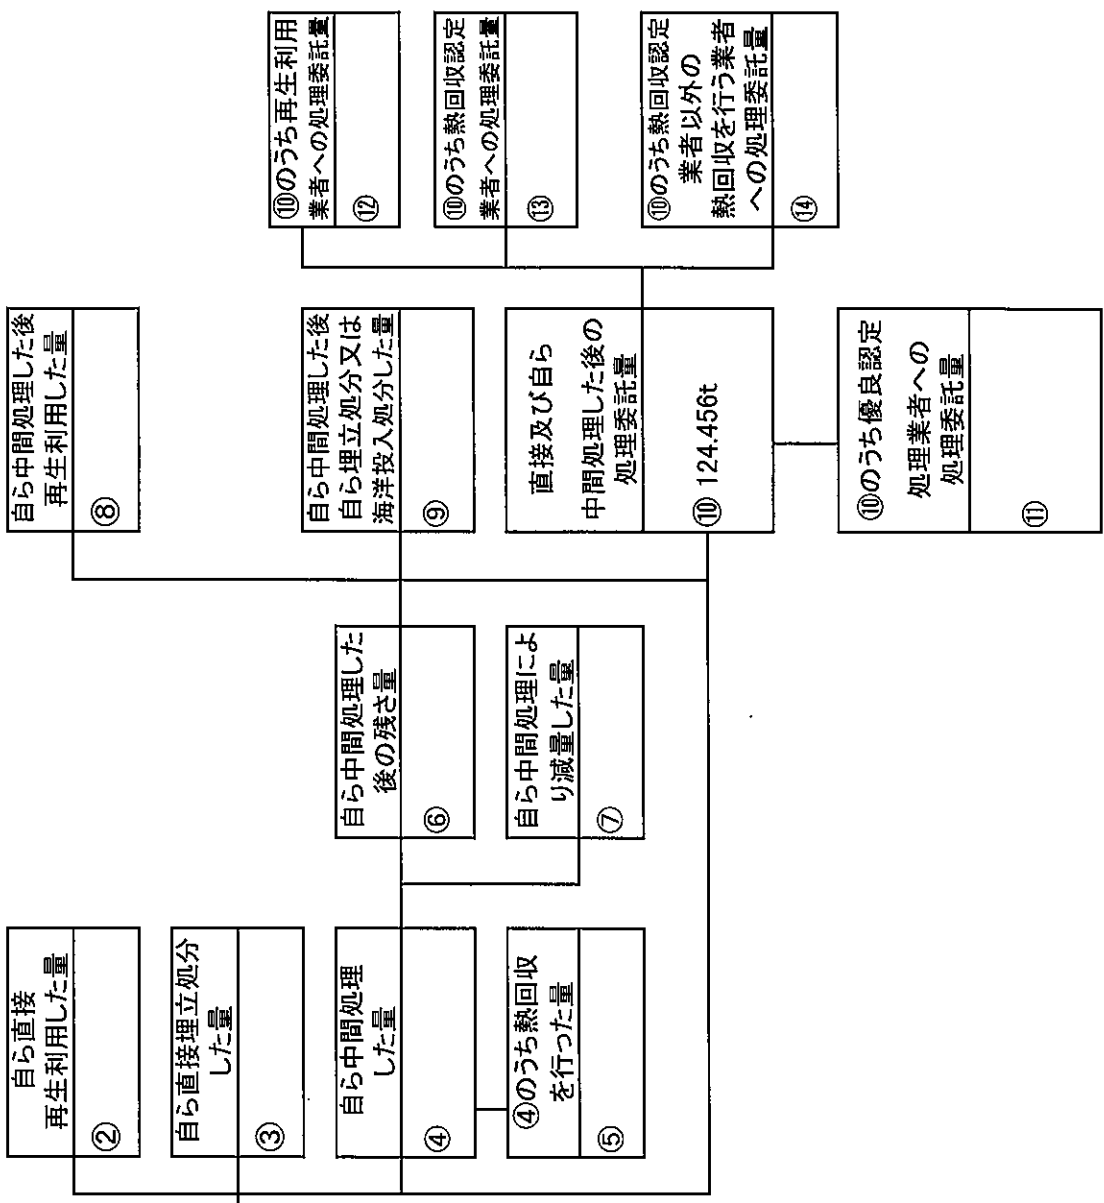 自ら直接
再生利用した量
②
自ら直接埋立処分
した量
③
自ら中間処理
した量
④
④のうち熱回収
を行った量
⑤
自ら中間処理した
後の残さ量
⑥
自ら中間処理によ
り減量した量
⑦
自ら中間処理した後
再生利用した量
⑧
自ら中間処理した後
自ら埋立処分又は
海洋投入処分した量
⑨
直接及び自ら
中間処理した後の
処理委託量
⑩ 124.456t
⑩のうち優良認定
処理業者への
処理委託量
⑪
⑩のうち再生利用
業者への処理委託量
⑫
⑩のうち熱回収認定
業者への処理委託量
⑬
⑩のうち熱回収認定
業者以外の
熱回収を行う業者
への処理委託量
⑭